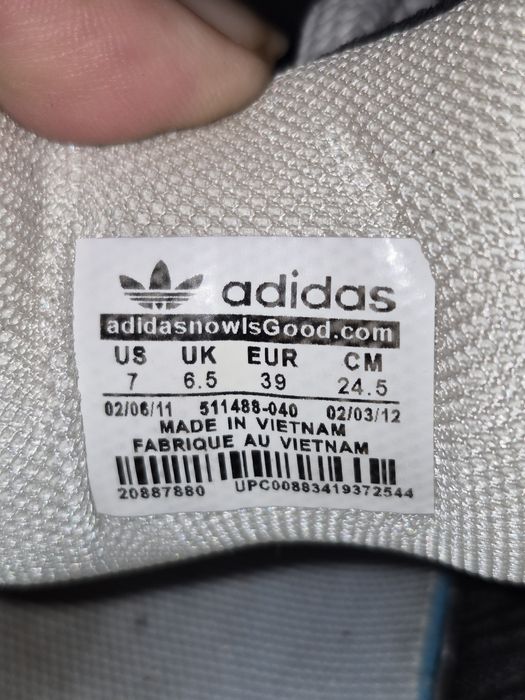 adidas
adidasnowIsGood.com
US UK EUR CM
7 6.5 39 24.5
02/06/11 511488-040 02/03/12
MADE IN VIETNAM
FABRIQUE AU VIETNAM
20887880 UPC00883419372544